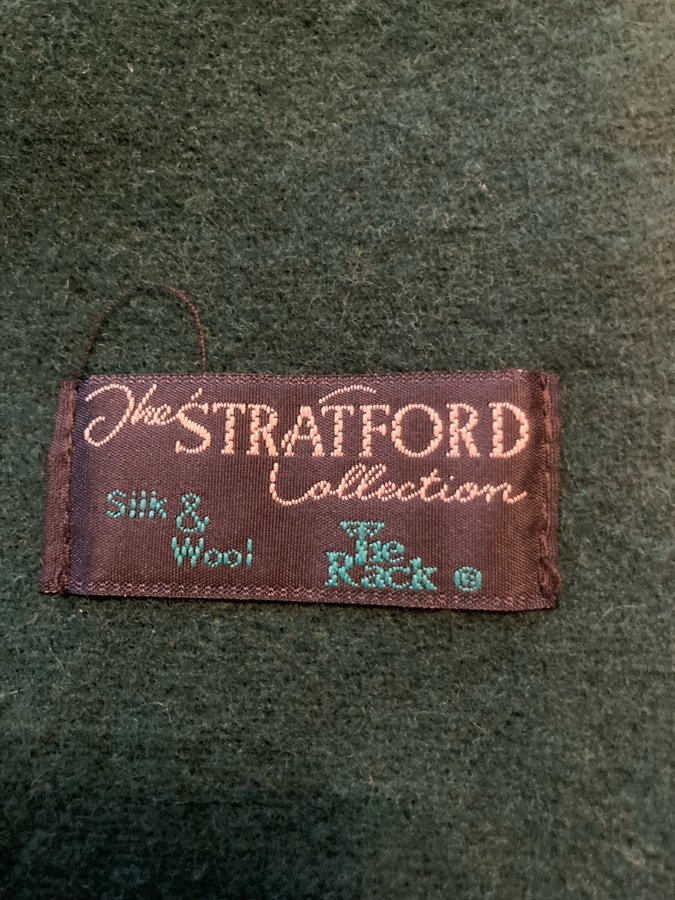 The STRATFORD
Collection
Silk &
Wool
The
Rack ®